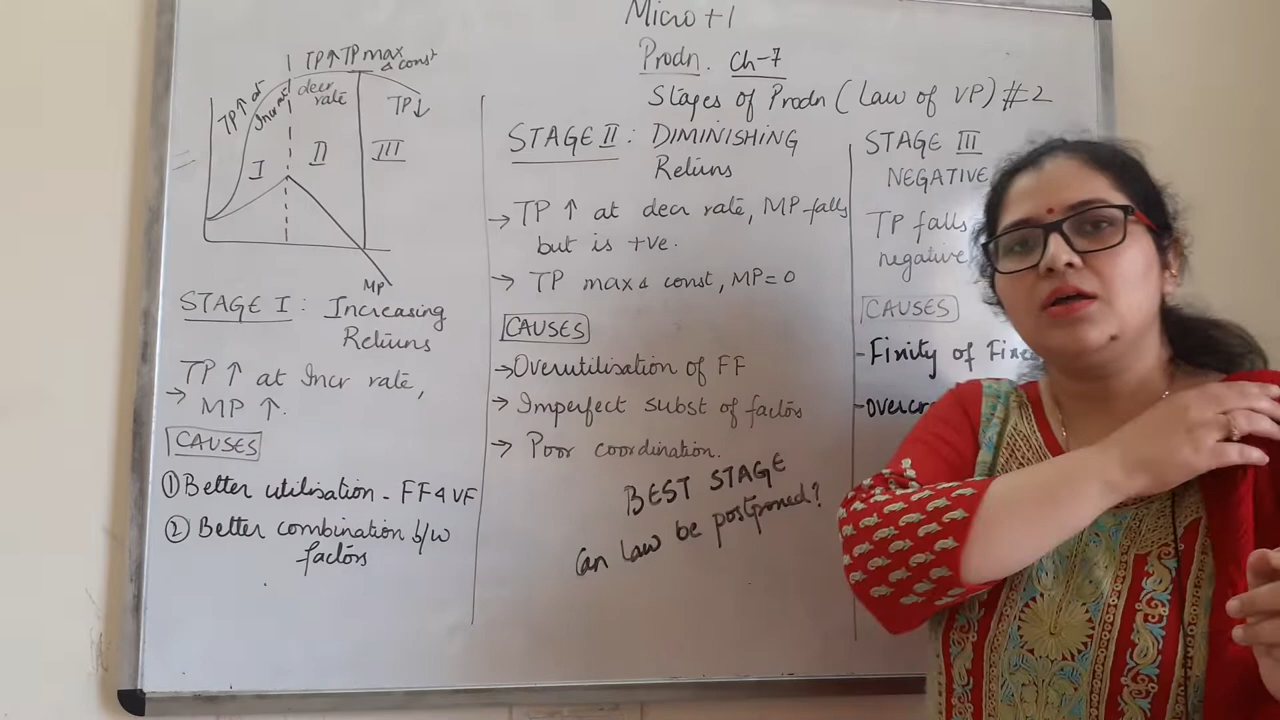 Micro +1
Prodn. Ch-7
Stages of Prodn (Law of VP) #2
TP↑ at
Incr rate
TP↑
decr
rate
TP max
& const
TP↓
I
II
III
MP
STAGE I : Increasing
Returns
→ TP ↑ at Incr rate,
MP ↑.
CAUSES
① Better utilisation - FF & VF
② Better combination b/w
factors
STAGE II : DIMINISHING
Returns
→ TP ↑ at decr rate, MP falls
but is +ve.
→ TP max & const, MP = 0
CAUSES
→ Overutilisation of FF
→ Imperfect subst of factors
→ Poor coordination.
BEST STAGE
Can law be postponed?
STAGE III
NEGATIVE
TP falls
negative
CAUSES
- Finity of